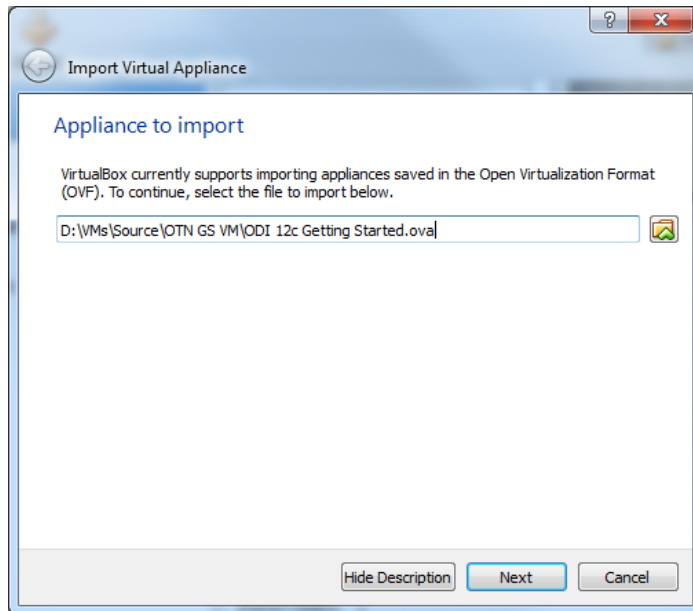 Import Virtual Appliance
Appliance to import
VirtualBox currently supports importing appliances saved in the Open Virtualization Format
(OVF). To continue, select the file to import below.
D:\VMs\Source\OTN GS VM\ODI 12c Getting Started.ova
Hide Description Next Cancel